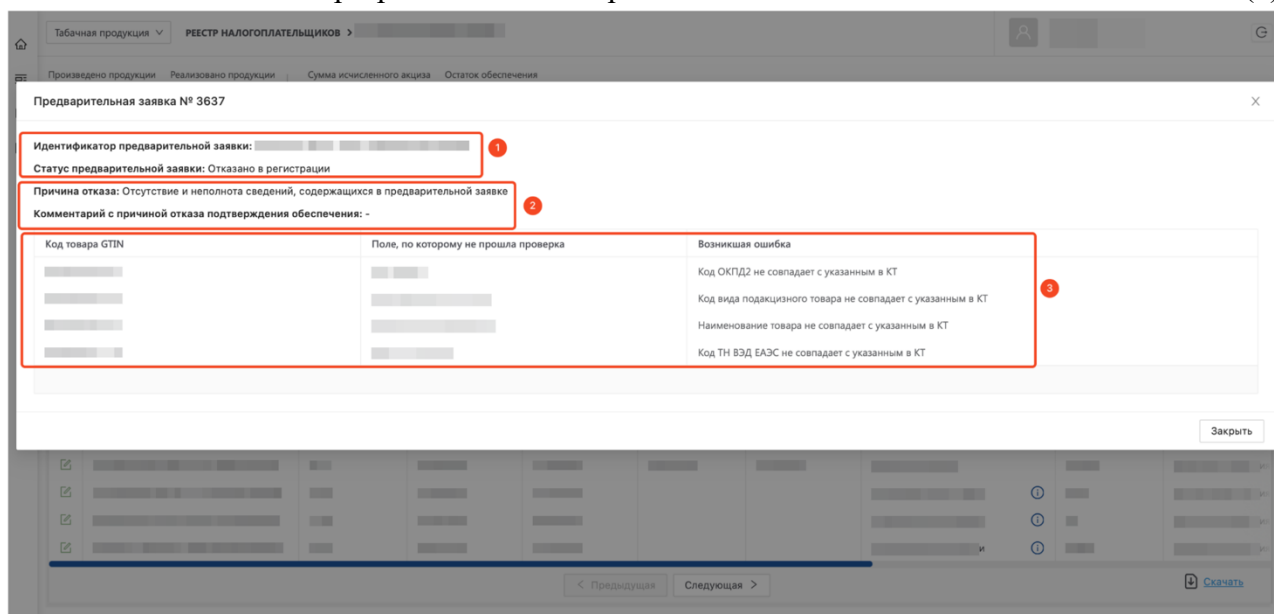 Табачная продукция
РЕЕСТР НАЛОГОПЛАТЕЛЬЩИКОВ >
Произведено продукции Реализовано продукции Сумма исчисленного акциза Остаток обеспечения
Предварительная заявка № 3637
Идентификатор предварительной заявки:
1
Статус предварительной заявки: Отказано в регистрации
Причина отказа: Отсутствие и неполнота сведений, содержащихся в предварительной заявке
2
Комментарий с причиной отказа подтверждения обеспечения: -
Код товара GTIN Поле, по которому не прошла проверка Возникшая ошибка
Код ОКПД2 не совпадает с указанным в КТ
3
Код вида подакцизного товара не совпадает с указанным в КТ
Наименование товара не совпадает с указанным в КТ
Код ТН ВЭД ЕАЭС не совпадает с указанным в КТ
Закрыть
< Предыдущая Следующая >
Скачать